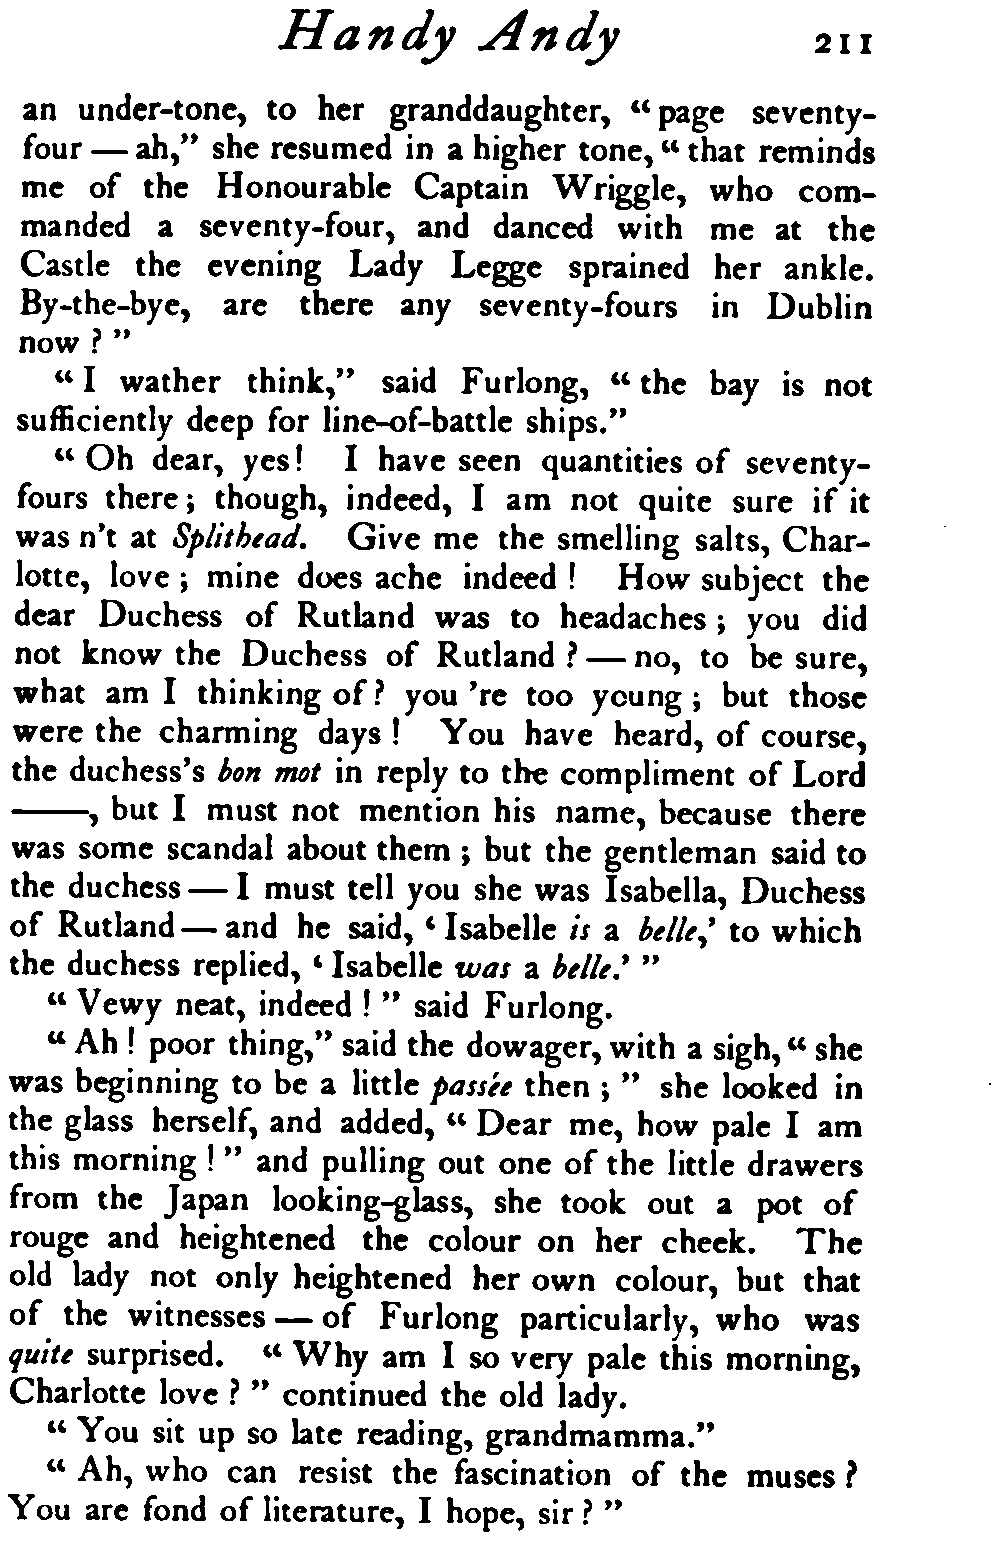 Handy Andy 211
an under-tone, to her granddaughter, “page seventy-
four — ah,” she resumed in a higher tone, “that reminds
me of the Honourable Captain Wriggle, who com-
manded a seventy-four, and danced with me at the
Castle the evening Lady Legge sprained her ankle.
By-the-bye, are there any seventy-fours in Dublin
now?”
“I wather think,” said Furlong, “the bay is not
sufficiently deep for line-of-battle ships.”
“Oh dear, yes! I have seen quantities of seventy-
fours there; though, indeed, I am not quite sure if it
was n't at Splithead. Give me the smelling salts, Char-
lotte, love; mine does ache indeed! How subject the
dear Duchess of Rutland was to headaches; you did
not know the Duchess of Rutland?— no, to be sure,
what am I thinking of? you 're too young; but those
were the charming days! You have heard, of course,
the duchess's bon mot in reply to the compliment of Lord
——, but I must not mention his name, because there
was some scandal about them; but the gentleman said to
the duchess — I must tell you she was Isabella, Duchess
of Rutland — and he said, ‘Isabelle is a belle,’ to which
the duchess replied, ‘Isabelle was a belle.’”
“Vewy neat, indeed!” said Furlong.
“Ah! poor thing,” said the dowager, with a sigh, “she
was beginning to be a little passée then;” she looked in
the glass herself, and added, “Dear me, how pale I am
this morning!” and pulling out one of the little drawers
from the Japan looking-glass, she took out a pot of
rouge and heightened the colour on her cheek. The
old lady not only heightened her own colour, but that
of the witnesses — of Furlong particularly, who was
quite surprised. “Why am I so very pale this morning,
Charlotte love?” continued the old lady.
“You sit up so late reading, grandmamma.”
“Ah, who can resist the fascination of the muses?
You are fond of literature, I hope, sir?”